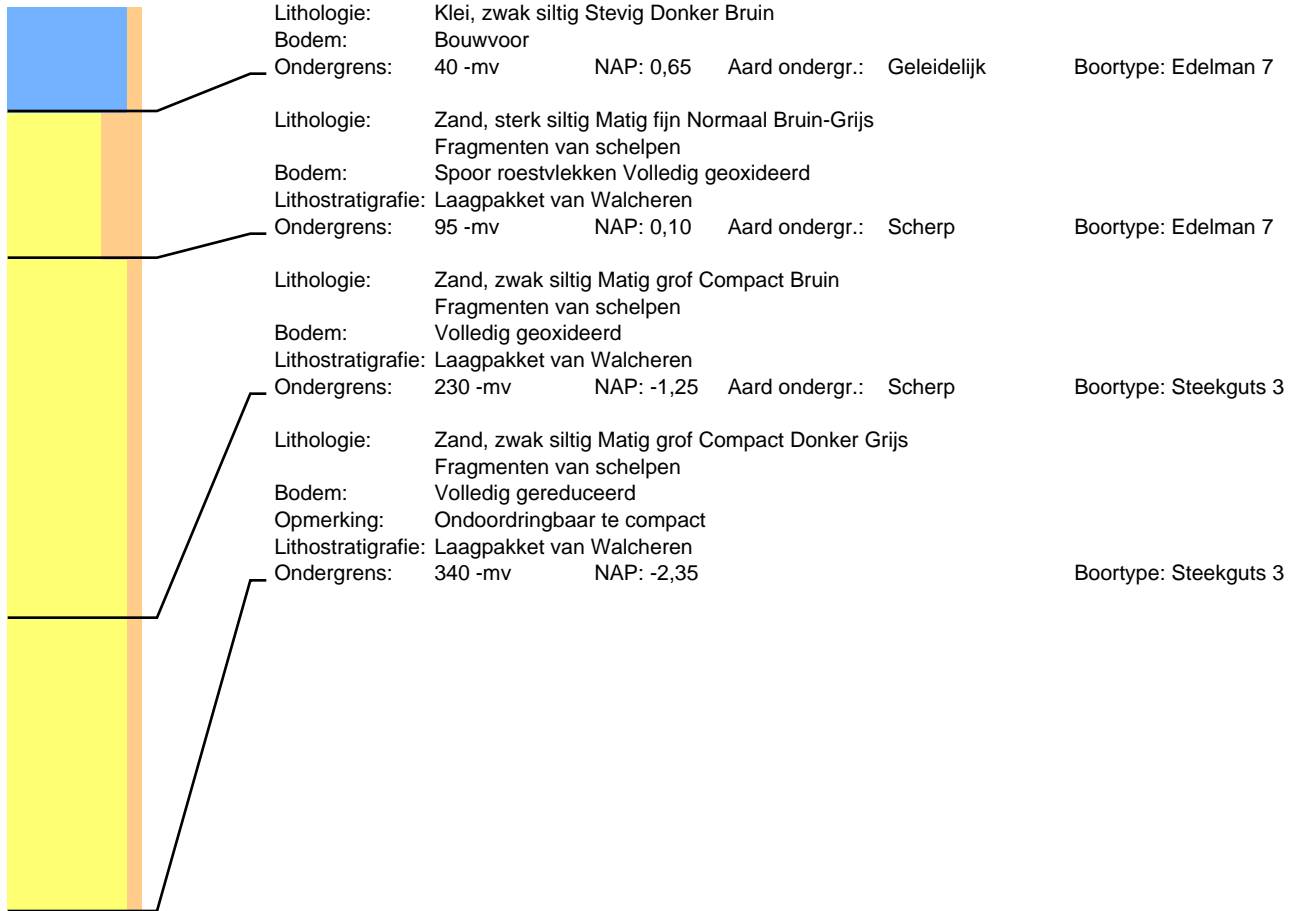 Lithologie: Klei, zwak siltig Stevig Donker Bruin
Bodem: Bouwvoor
Ondergrens: 40 -mv NAP: 0,65 Aard ondergr.: Geleidelijk Boortype: Edelman 7
Lithologie: Zand, sterk siltig Matig fijn Normaal Bruin-Grijs
Fragmenten van schelpen
Bodem: Spoor roestvlekken Volledig geoxideerd
Lithostratigrafie: Laagpakket van Walcheren
Ondergrens: 95 -mv NAP: 0,10 Aard ondergr.: Scherp Boortype: Edelman 7
Lithologie: Zand, zwak siltig Matig grof Compact Bruin
Fragmenten van schelpen
Bodem: Volledig geoxideerd
Lithostratigrafie: Laagpakket van Walcheren
Ondergrens: 230 -mv NAP: -1,25 Aard ondergr.: Scherp Boortype: Steekguts 3
Lithologie: Zand, zwak siltig Matig grof Compact Donker Grijs
Fragmenten van schelpen
Bodem: Volledig gereduceerd
Opmerking: Ondoordringbaar te compact
Lithostratigrafie: Laagpakket van Walcheren
Ondergrens: 340 -mv NAP: -2,35 Boortype: Steekguts 3